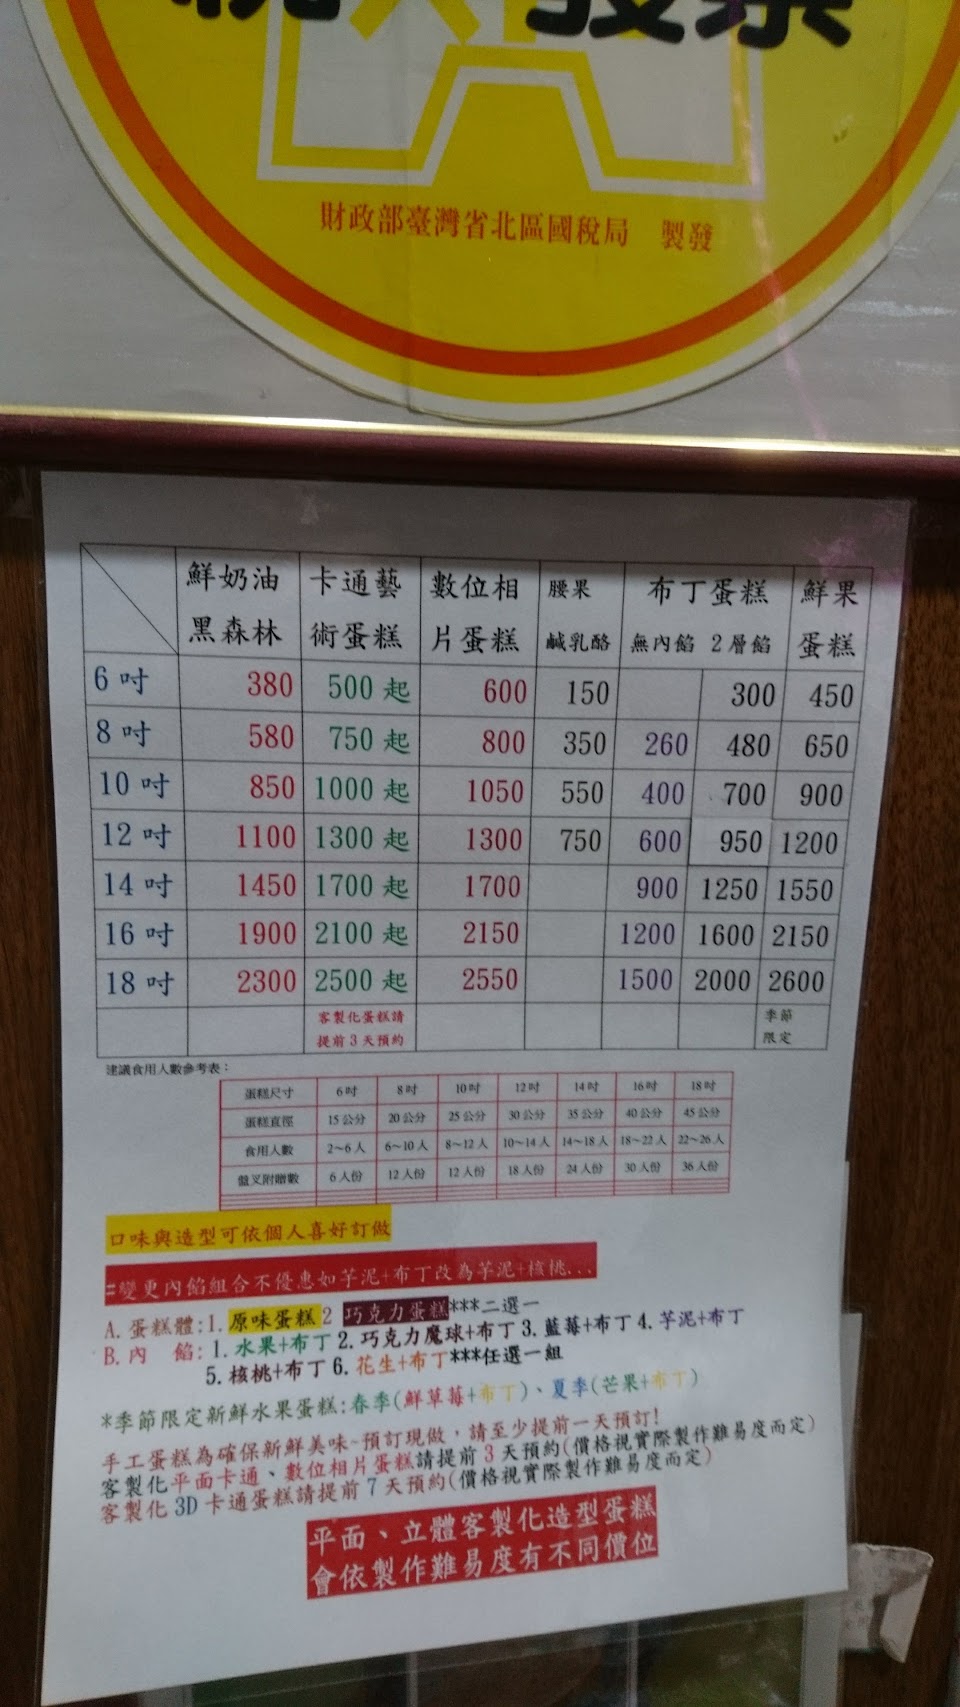 財政部臺灣省北區國稅局 製發
鮮奶油黑森林 卡通藝術蛋糕 數位相片蛋糕 腰果鹹乳酪 布丁蛋糕 無內餡 2層餡 鮮果蛋糕
6吋 380 500起 600 150 300 450
8吋 580 750起 800 350 260 480 650
10吋 850 1000起 1050 550 400 700 900
12吋 1100 1300起 1300 750 600 950 1200
14吋 1450 1700起 1700 900 1250 1550
16吋 1900 2100起 2150 1200 1600 2150
18吋 2300 2500起 2550 1500 2000 2600
客製化蛋糕請提前3天預約 季節限定
建議食用人數參考表：
蛋糕尺寸 6吋 8吋 10吋 12吋 14吋 16吋 18吋
蛋糕直徑 15公分 20公分 25公分 30公分 35公分 40公分 45公分
食用人數 2~6人 6~10人 8~12人 10~14人 14~18人 18~22人 22~26人
盤叉附贈數 6人份 12人份 12人份 18人份 24人份 30人份 36人份
口味與造型可依個人喜好訂做
=變更內餡組合不優惠如芋泥+布丁改為芋泥+核桃...
A.蛋糕體:1.原味蛋糕2 巧克力蛋糕***二選一
B.內 餡:1.水果+布丁2.巧克力魔球+布丁3.藍莓+布丁4.芋泥+布丁
5.核桃+布丁6.花生+布丁***任選一組
*季節限定新鮮水果蛋糕:春季(鮮草莓+布丁)、夏季(芒果+布丁)
手工蛋糕為確保新鮮美味~預訂現做，請至少提前一天預訂!
客製化平面卡通、數位相片蛋糕請提前3天預約(價格視實際製作難易度而定)
客製化3D卡通蛋糕請提前7天預約(價格視實際製作難易度而定)
平面、立體客製化造型蛋糕
會依製作難易度有不同價位